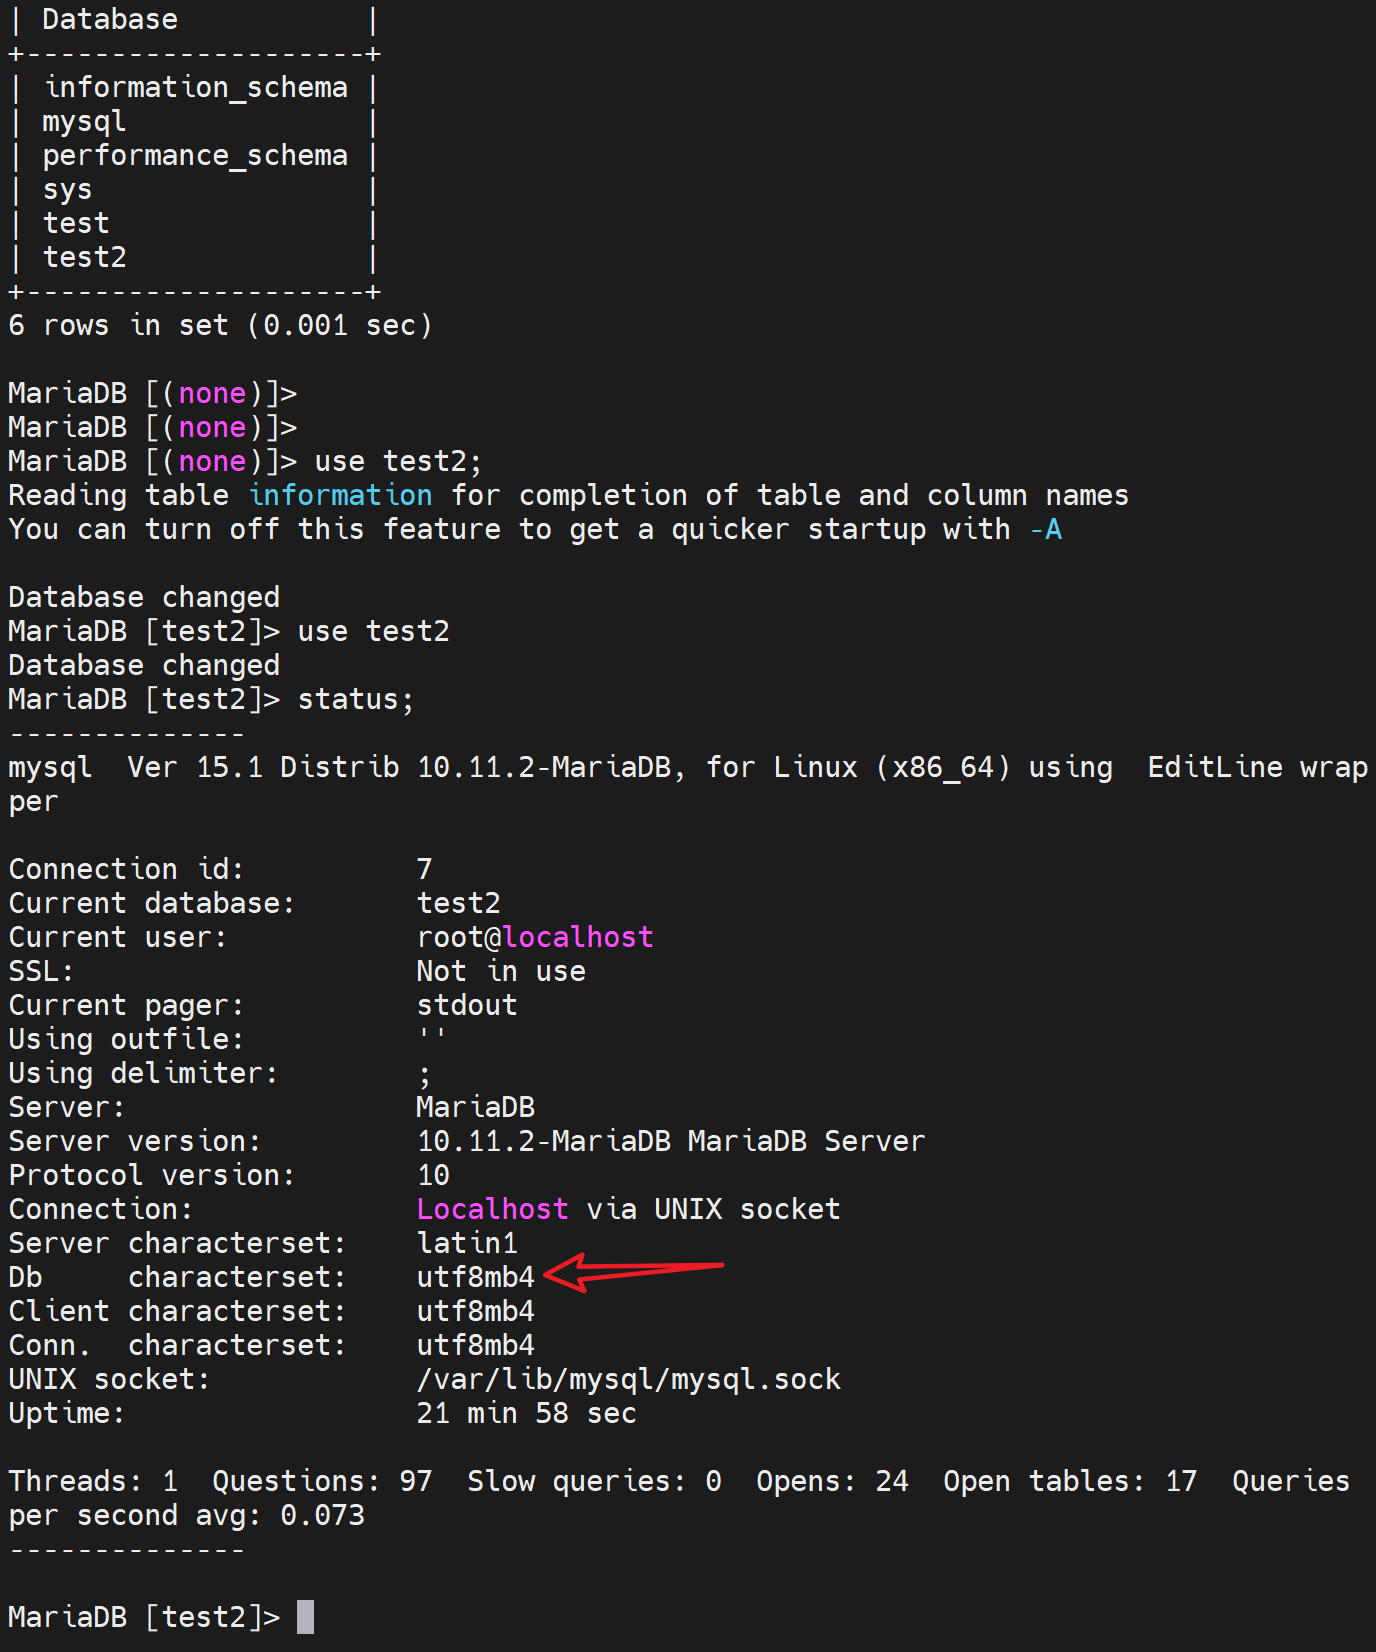 | Database           |
+--------------------+
| information_schema |
| mysql              |
| performance_schema |
| sys                |
| test               |
| test2              |
+--------------------+
6 rows in set (0.001 sec)

MariaDB [(none)]>
MariaDB [(none)]>
MariaDB [(none)]> use test2;
Reading table information for completion of table and column names
You can turn off this feature to get a quicker startup with -A

Database changed
MariaDB [test2]> use test2
Database changed
MariaDB [test2]> status;
--------------
mysql  Ver 15.1 Distrib 10.11.2-MariaDB, for Linux (x86_64) using  EditLine wrap
per

Connection id:          7
Current database:       test2
Current user:           root@localhost
SSL:                    Not in use
Current pager:          stdout
Using outfile:          ''
Using delimiter:        ;
Server:                 MariaDB
Server version:         10.11.2-MariaDB MariaDB Server
Protocol version:       10
Connection:             Localhost via UNIX socket
Server characterset:    latin1
Db     characterset:    utf8mb4
Client characterset:    utf8mb4
Conn.  characterset:    utf8mb4
UNIX socket:            /var/lib/mysql/mysql.sock
Uptime:                 21 min 58 sec

Threads: 1  Questions: 97  Slow queries: 0  Opens: 24  Open tables: 17  Queries
per second avg: 0.073
--------------

MariaDB [test2]>